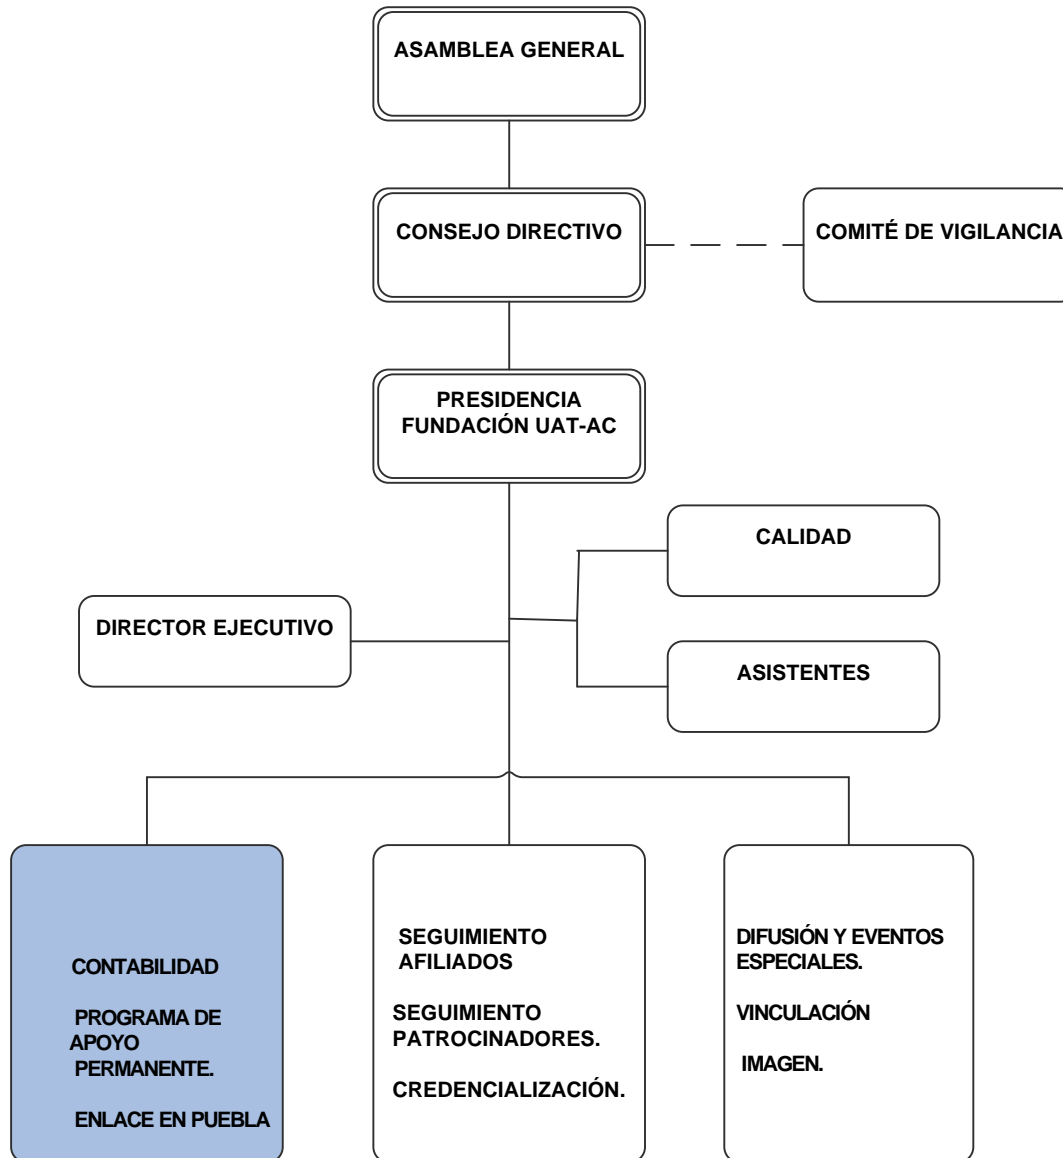 ASAMBLEA GENERAL
CONSEJO DIRECTIVO
COMITÉ DE VIGILANCIA
PRESIDENCIA
FUNDACIÓN UAT-AC
CALIDAD
DIRECTOR EJECUTIVO
ASISTENTES
CONTABILIDAD
PROGRAMA DE
APOYO
PERMANENTE.
ENLACE EN PUEBLA
SEGUIMIENTO
AFILIADOS
SEGUIMIENTO
PATROCINADORES.
CREDENCIALIZACIÓN.
DIFUSIÓN Y EVENTOS
ESPECIALES.
VINCULACIÓN
IMAGEN.